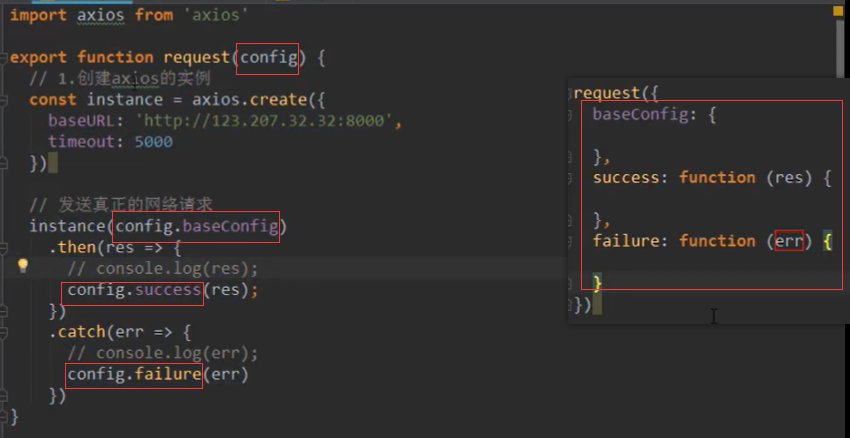 import axios from 'axios'
export function request(config) {
// 1.创建axios的实例
const instance = axios.create({
baseURL: 'http://123.207.32.32:8000',
timeout: 5000
})
// 发送真正的网络请求
instance(config.baseConfig)
.then(res => {
// console.log(res);
config.success(res);
})
.catch(err => {
// console.log(err);
config.failure(err)
})
}
request({
baseConfig: {
},
success: function (res) {
},
failure: function (err) {
}
})